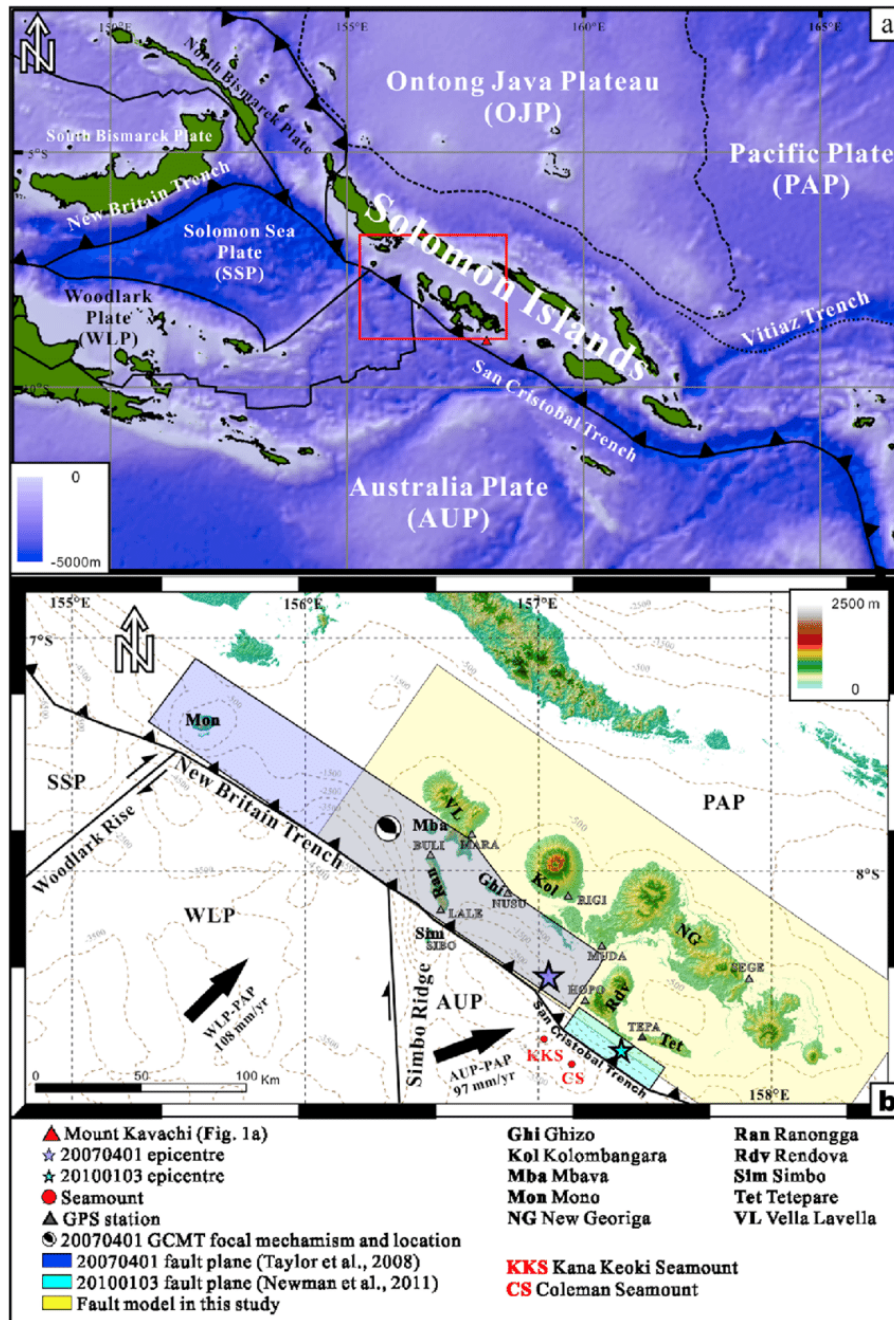 150°E 155°E 160°E 165°E
a
N
Ontong Java Plateau
(OJP)
North Bismarck Plate
South Bismarck Plate
5°S
Pacific Plate
(PAP)
New Britain Trench
Solomon Sea
Plate
(SSP)
Solomon Islands
Woodlark
Plate
(WLP)
Vitiaz Trench
10°S
San Cristobal Trench
0
-5000m
Australia Plate
(AUP)
155°E 156°E 157°E
2500 m
0
7°S
N
-2500
-500
-1500
-3500
Mon
SSP
New Britain Trench
PAP
VL
Mba
BULI
MARA
Woodlark Rise
Ran
Ghi
NUSU
Kol
RIGI
8°S
LALE
Sim
SIBO
WLP
NG
MUDA
SEGE
HOPO
Rdv
TEPA
Tet
WLP-PAP
108 mm/yr
Simbo Ridge
AUP
San Cristobal Trench
KKS
CS
AUP-PAP
97 mm/yr
0 50 100
Km
158°E
b
Mount Kavachi (Fig. 1a)
20070401 epicentre
20100103 epicentre
Seamount
GPS station
20070401 GCMT focal mechamism and location
20070401 fault plane (Taylor et al., 2008)
20100103 fault plane (Newman et al., 2011)
Fault model in this study
Ghi Ghizo
Kol Kolombangara
Mba Mbava
Mon Mono
NG New Georiga
Ran Ranongga
Rdv Rendova
Sim Simbo
Tet Tetepare
VL Vella Lavella
KKS Kana Keoki Seamount
CS Coleman Seamount